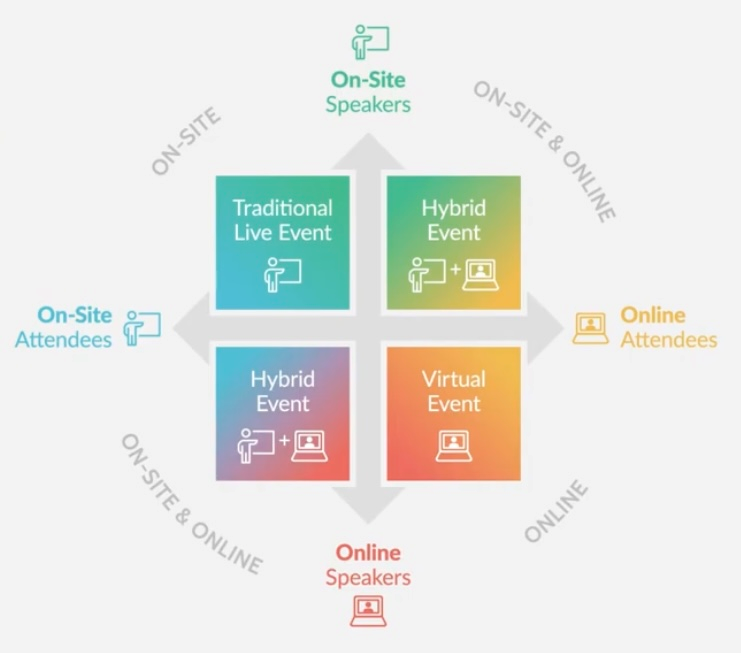 On-Site
Speakers
ON-SITE
ON-SITE & ONLINE
Traditional
Live Event
Hybrid
Event
+
On-Site
Attendees
Online
Attendees
Hybrid
Event
+
Virtual
Event
ON-SITE & ONLINE
ONLINE
Online
Speakers